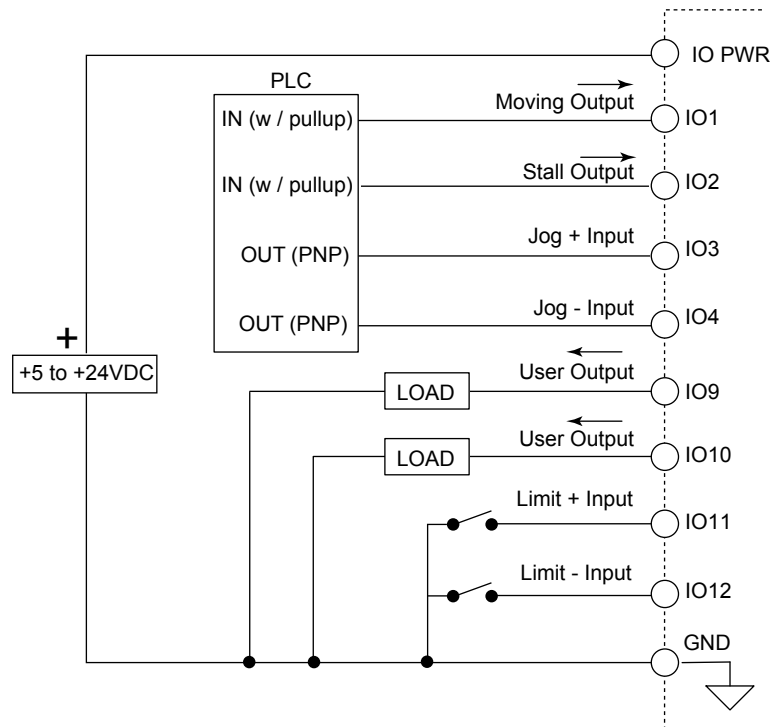 IO PWR
PLC
Moving Output
IN (w / pullup)
IO1
Stall Output
IN (w / pullup)
IO2
Jog + Input
OUT (PNP)
IO3
Jog - Input
OUT (PNP)
IO4
+
+5 to +24VDC
User Output
LOAD
IO9
User Output
LOAD
IO10
Limit + Input
IO11
Limit - Input
IO12
GND